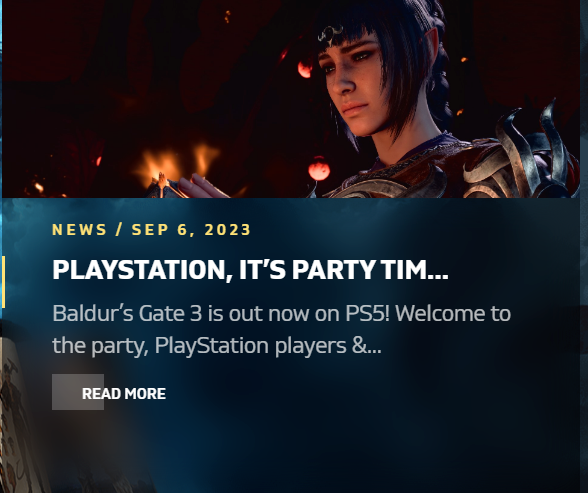 NEWS / SEP 6, 2023
PLAYSTATION, IT'S PARTY TIM...
Baldur's Gate 3 is out now on PS5! Welcome to
the party, PlayStation players &...
READ MORE